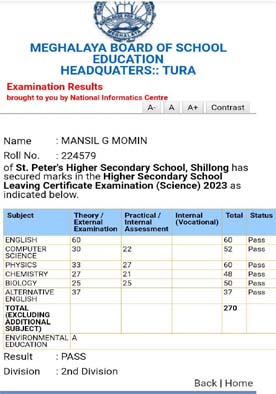 MEGHALAYA BOARD OF SCHOOL
EDUCATION
HEADQUATERS:: TURA
Examination Results
brought to you by National Informatics Centre
A- A A+ Contrast
Name : MANSIL G MOMIN
Roll No. : 224579
of St. Peter's Higher Secondary School, Shillong has
secured marks in the Higher Secondary School
Leaving Certificate Examination (Science) 2023 as
indicated below.
Subject Theory / External Examination Practical / Internal Assessment Internal (Vocational) Total Status
ENGLISH 60 60 Pass
COMPUTER SCIENCE 30 22 52 Pass
PHYSICS 33 27 60 Pass
CHEMISTRY 27 21 48 Pass
BIOLOGY 25 25 50 Pass
ALTERNATIVE ENGLISH 37 37 Pass
TOTAL (EXCLUDING ADDITIONAL SUBJECT) 270
ENVIRONMENTAL EDUCATION A
Result : PASS
Division : 2nd Division
Back | Home